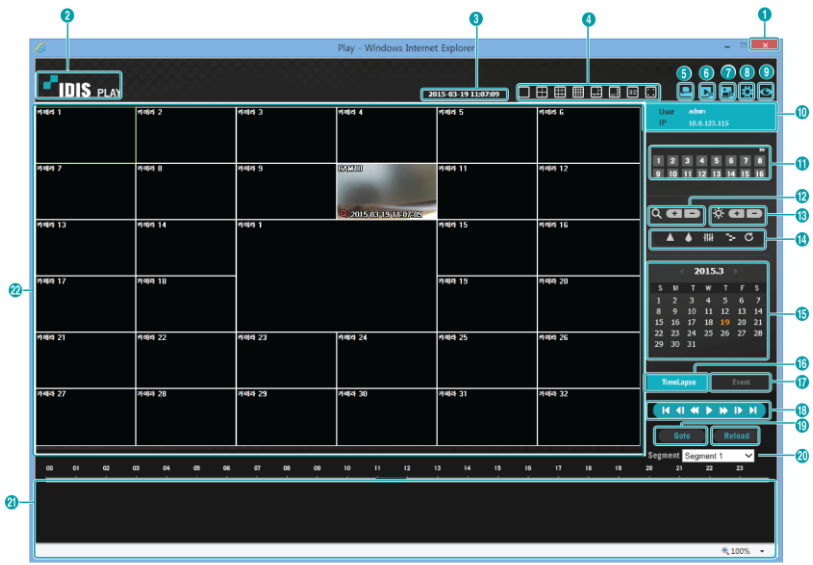 2
3
4
1
Play - Windows Internet Explorer
IDIS PLAY
2015-03-19 11:07:09
32
5 6 7 8 9
카메라 1 카메라 2 카메라 3 카메라 4 카메라 5 카메라 6
User admin
IP 10.0.123.115
10
1 2 3 4 5 6 7 8
9 10 11 12 13 14 15 16
11
카메라 7 카메라 8 카메라 9 CAM10 카메라 11 카메라 12
2015-03-19 11-07-02
12
13
14
카메라 13 카메라 14 카메라 1 카메라 15 카메라 16
2015.3
S M T W T F S
1 2 3 4 5 6 7
8 9 10 11 12 13 14
15 16 17 18 19 20 21
22 23 24 25 26 27 28
29 30 31
15
카메라 17 카메라 18 카메라 19 카메라 20
22
카메라 21 카메라 22 카메라 23 카메라 24 카메라 25 카메라 26
16
TimeLapse Event
17
카메라 27 카메라 28 카메라 29 카메라 30 카메라 31 카메라 32
18
19
Goto Reload
Segment Segment 1
20
00 01 02 03 04 05 06 07 08 09 10 11 12 13 14 15 16 17 18 19 20 21 22 23
21
100%